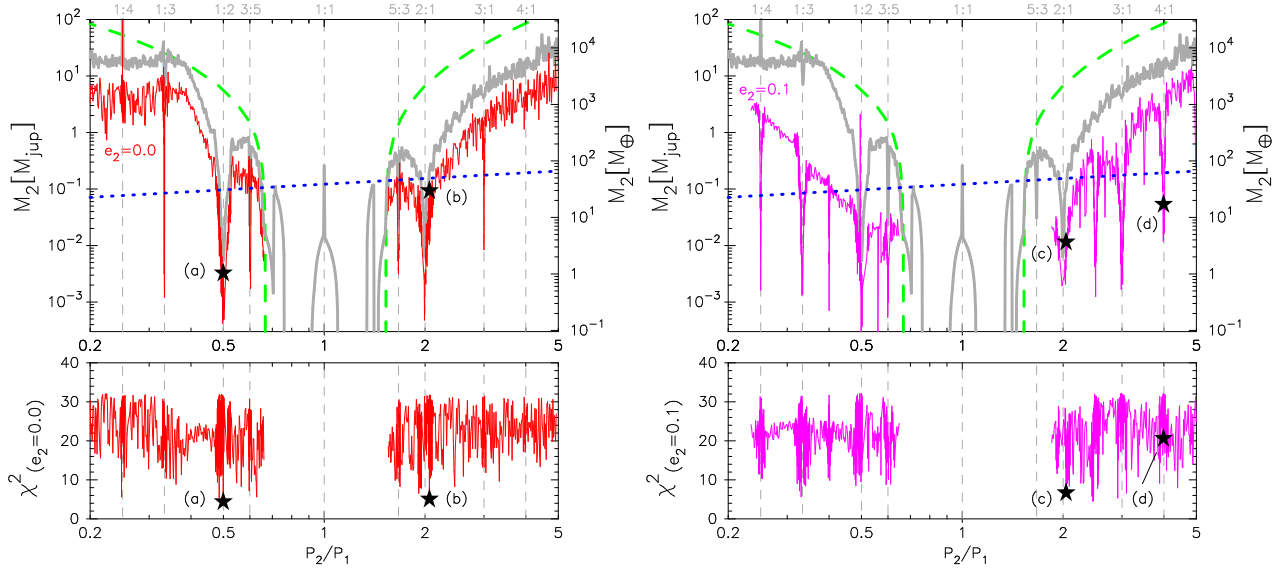 1:4 1:3 1:2 3:5 1:1 5:3 2:1 3:1 4:1
10² 10¹ 1 10⁻¹ 10⁻² 10⁻³
M₂[M_jup]
e₂=0.0
(a)
(b)
10⁴ 10³ 10² 10 1 10⁻¹
M₂[M⊕]
0.2 0.5 1 2 5
40 30 20 10 0
χ²(e₂=0.0)
(a)
(b)
0.2 0.5 1 2 5
P₂/P₁
1:4 1:3 1:2 3:5 1:1 5:3 2:1 3:1 4:1
10² 10¹ 1 10⁻¹ 10⁻² 10⁻³
M₂[M_jup]
e₂=0.1
(c)
(d)
10⁴ 10³ 10² 10 1 10⁻¹
M₂[M⊕]
0.2 0.5 1 2 5
40 30 20 10 0
χ²(e₂=0.1)
(c)
(d)
0.2 0.5 1 2 5
P₂/P₁